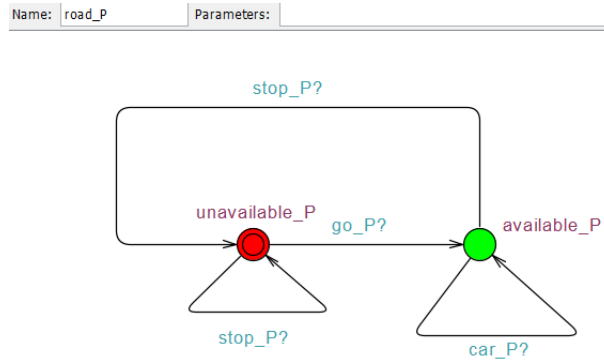 Name: road_P Parameters:
stop_P?
unavailable_P
go_P?
available_P
stop_P?
car_P?